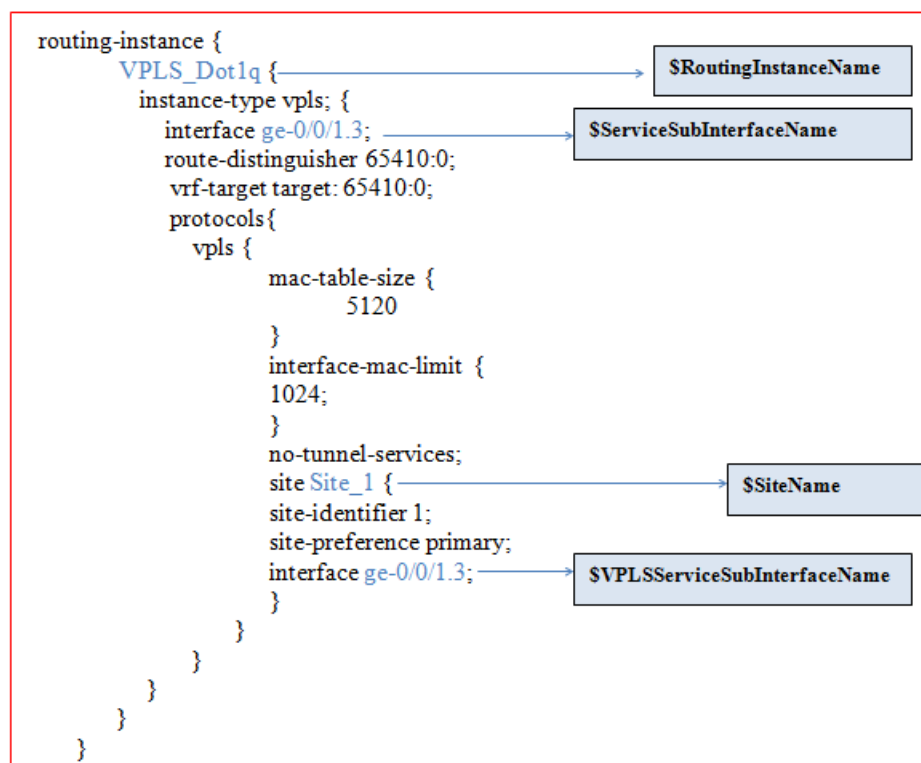 routing-instance {
VPLS_Dot1q { $RoutingInstanceName
instance-type vpls; {
interface ge-0/0/1.3; $ServiceSubInterfaceName
route-distinguisher 65410:0;
vrf-target target: 65410:0;
protocols{
vpls {
mac-table-size {
5120
}
interface-mac-limit {
1024;
}
no-tunnel-services;
site Site_1 { $SiteName
site-identifier 1;
site-preference primary;
interface ge-0/0/1.3; $VPLSServiceSubInterfaceName
}
}
}
}
}
}